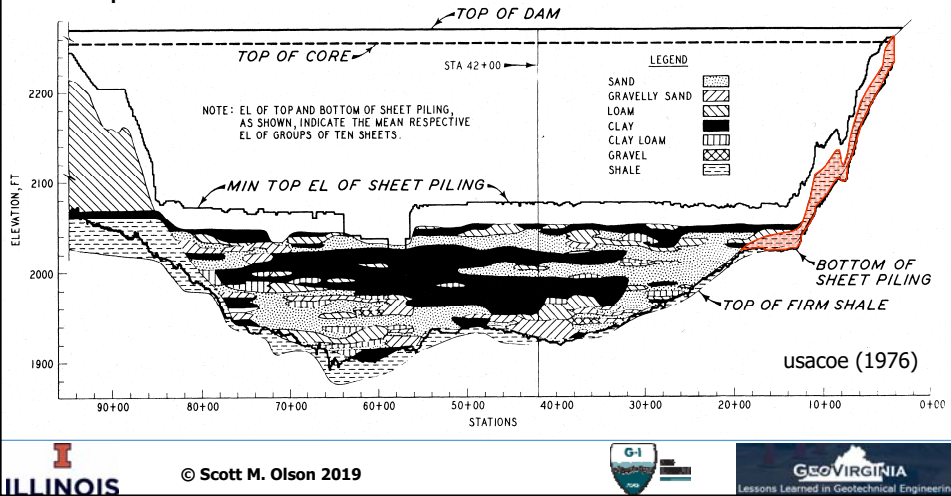 TOP OF DAM
TOP OF CORE
STA 42+00
LEGEND
SAND
GRAVELLY SAND
LOAM
CLAY
CLAY LOAM
GRAVEL
SHALE
NOTE: EL OF TOP AND BOTTOM OF SHEET PILING,
AS SHOWN, INDICATE THE MEAN RESPECTIVE
EL OF GROUPS OF TEN SHEETS.
MIN TOP EL OF SHEET PILING
ELEVATION, FT
2200
2100
2000
1900
BOTTOM OF
SHEET PILING
TOP OF FIRM SHALE
usacoe (1976)
90+00 80+00 70+00 60+00 50+00 40+00 30+00 20+00 10+00 0+00
STATIONS
I
ILLINOIS
© Scott M. Olson 2019
G-I
GEOVIRGINIA
Lessons Learned in Geotechnical Engineerin